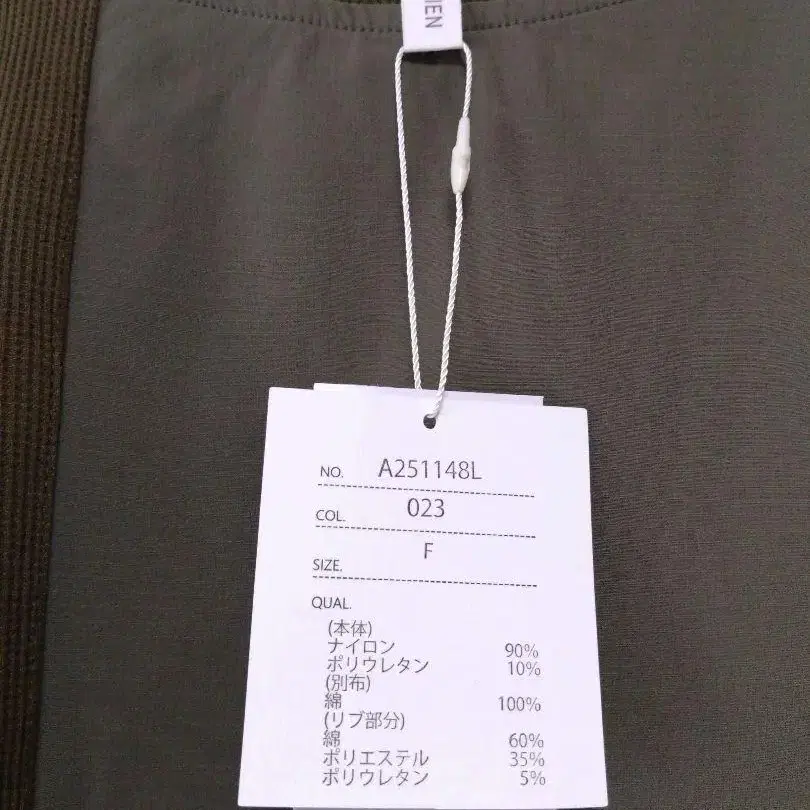 IEN
NO. A251148L
COL. 023
SIZE. F
QUAL.
(本体)
ナイロン 90%
ポリウレタン 10%
(別布)
綿 100%
(リブ部分)
綿 60%
ポリエステル 35%
ポリウレタン 5%